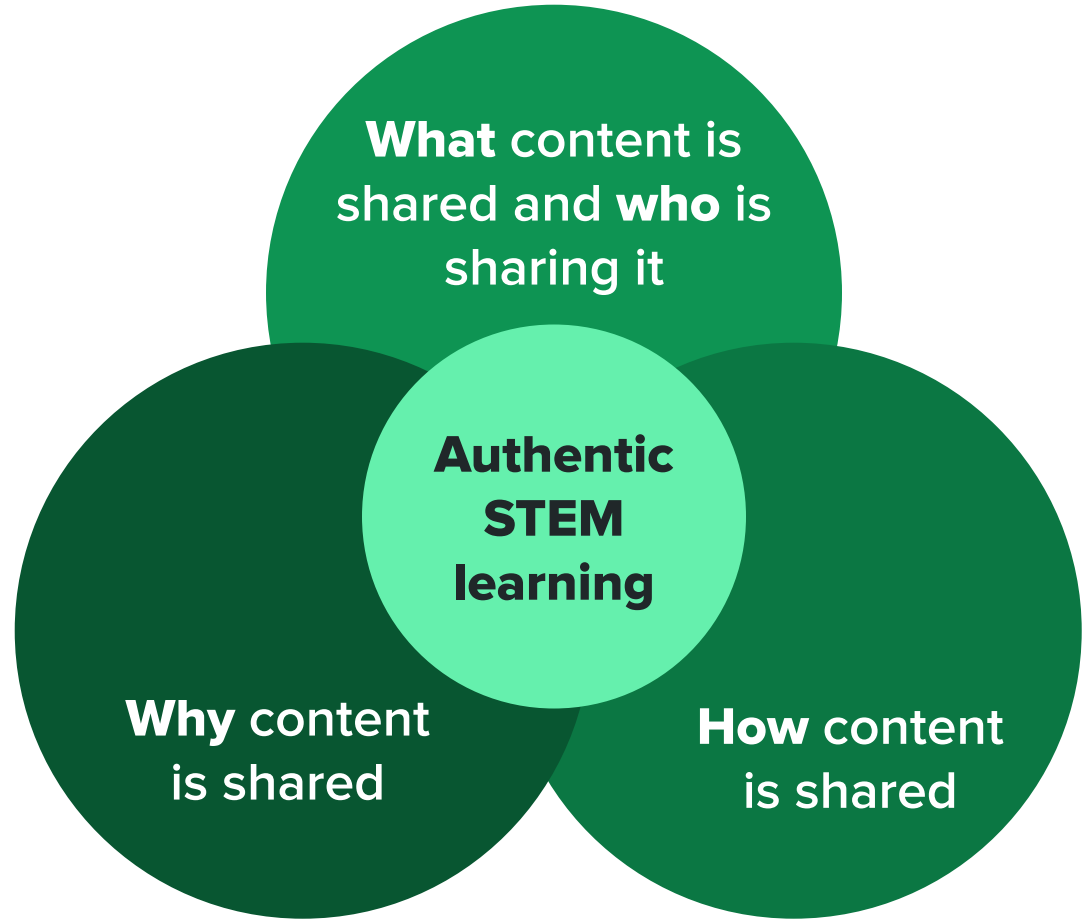 What content is
shared and who is
sharing it
Authentic
STEM
learning
Why content
is shared
How content
is shared